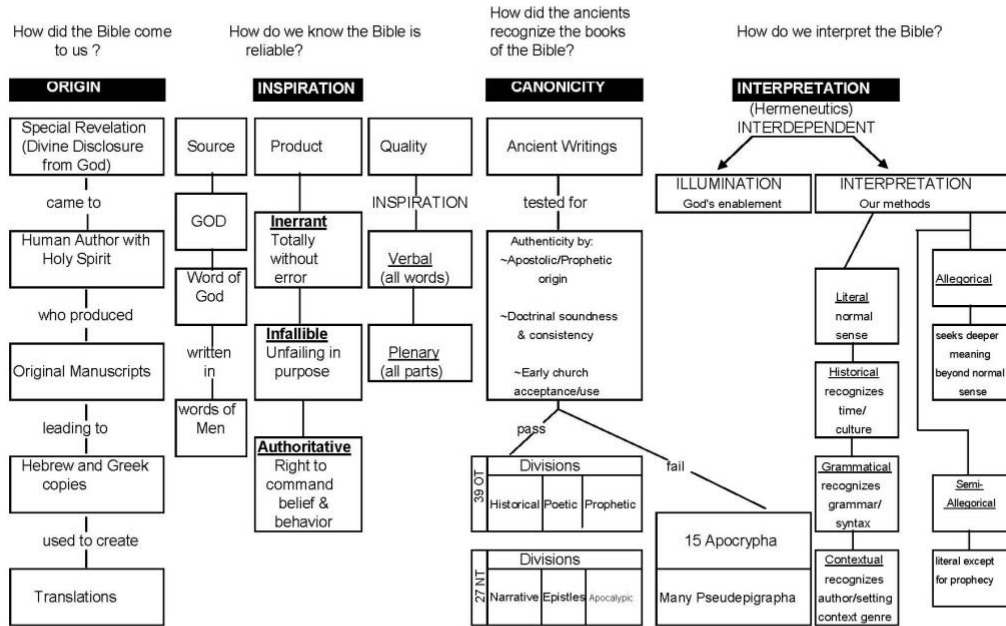 How did the Bible come
to us ?
How do we know the Bible is
reliable?
How did the ancients
recognize the books
of the Bible?
How do we interpret the Bible?
ORIGIN
INSPIRATION
CANONICITY
INTERPRETATION
(Hermeneutics)
INTERDEPENDENT
Special Revelation
(Divine Disclosure
from God)
came to
Human Author with
Holy Spirit
who produced
Original Manuscripts
leading to
Hebrew and Greek
copies
used to create
Translations
Source
GOD
Word of
God
written
in
words of
Men
Product
Inerrant
Totally
without
error
Infallible
Unfailing in
purpose
Authoritative
Right to
command
belief &
behavior
Quality
INSPIRATION
Verbal
(all words)
Plenary
(all parts)
Ancient Writings
tested for
Authenticity by:
~Apostolic/Prophetic
origin
~Doctrinal soundness
& consistency
~Early church
acceptance/use
pass
fail
39 OT
Divisions
Historical
Poetic
Prophetic
27 NT
Divisions
Narrative
Epistles
Apocalypic
15 Apocrypha
Many Pseudepigrapha
ILLUMINATION
God's enablement
INTERPRETATION
Our methods
Literal
normal
sense
Historical
recognizes
time/
culture
Grammatical
recognizes
grammar/
syntax
Contextual
recognizes
author/setting
context genre
Allegorical
seeks deeper
meaning
beyond normal
sense
Semi-
Allegorical
literal except
for prophecy